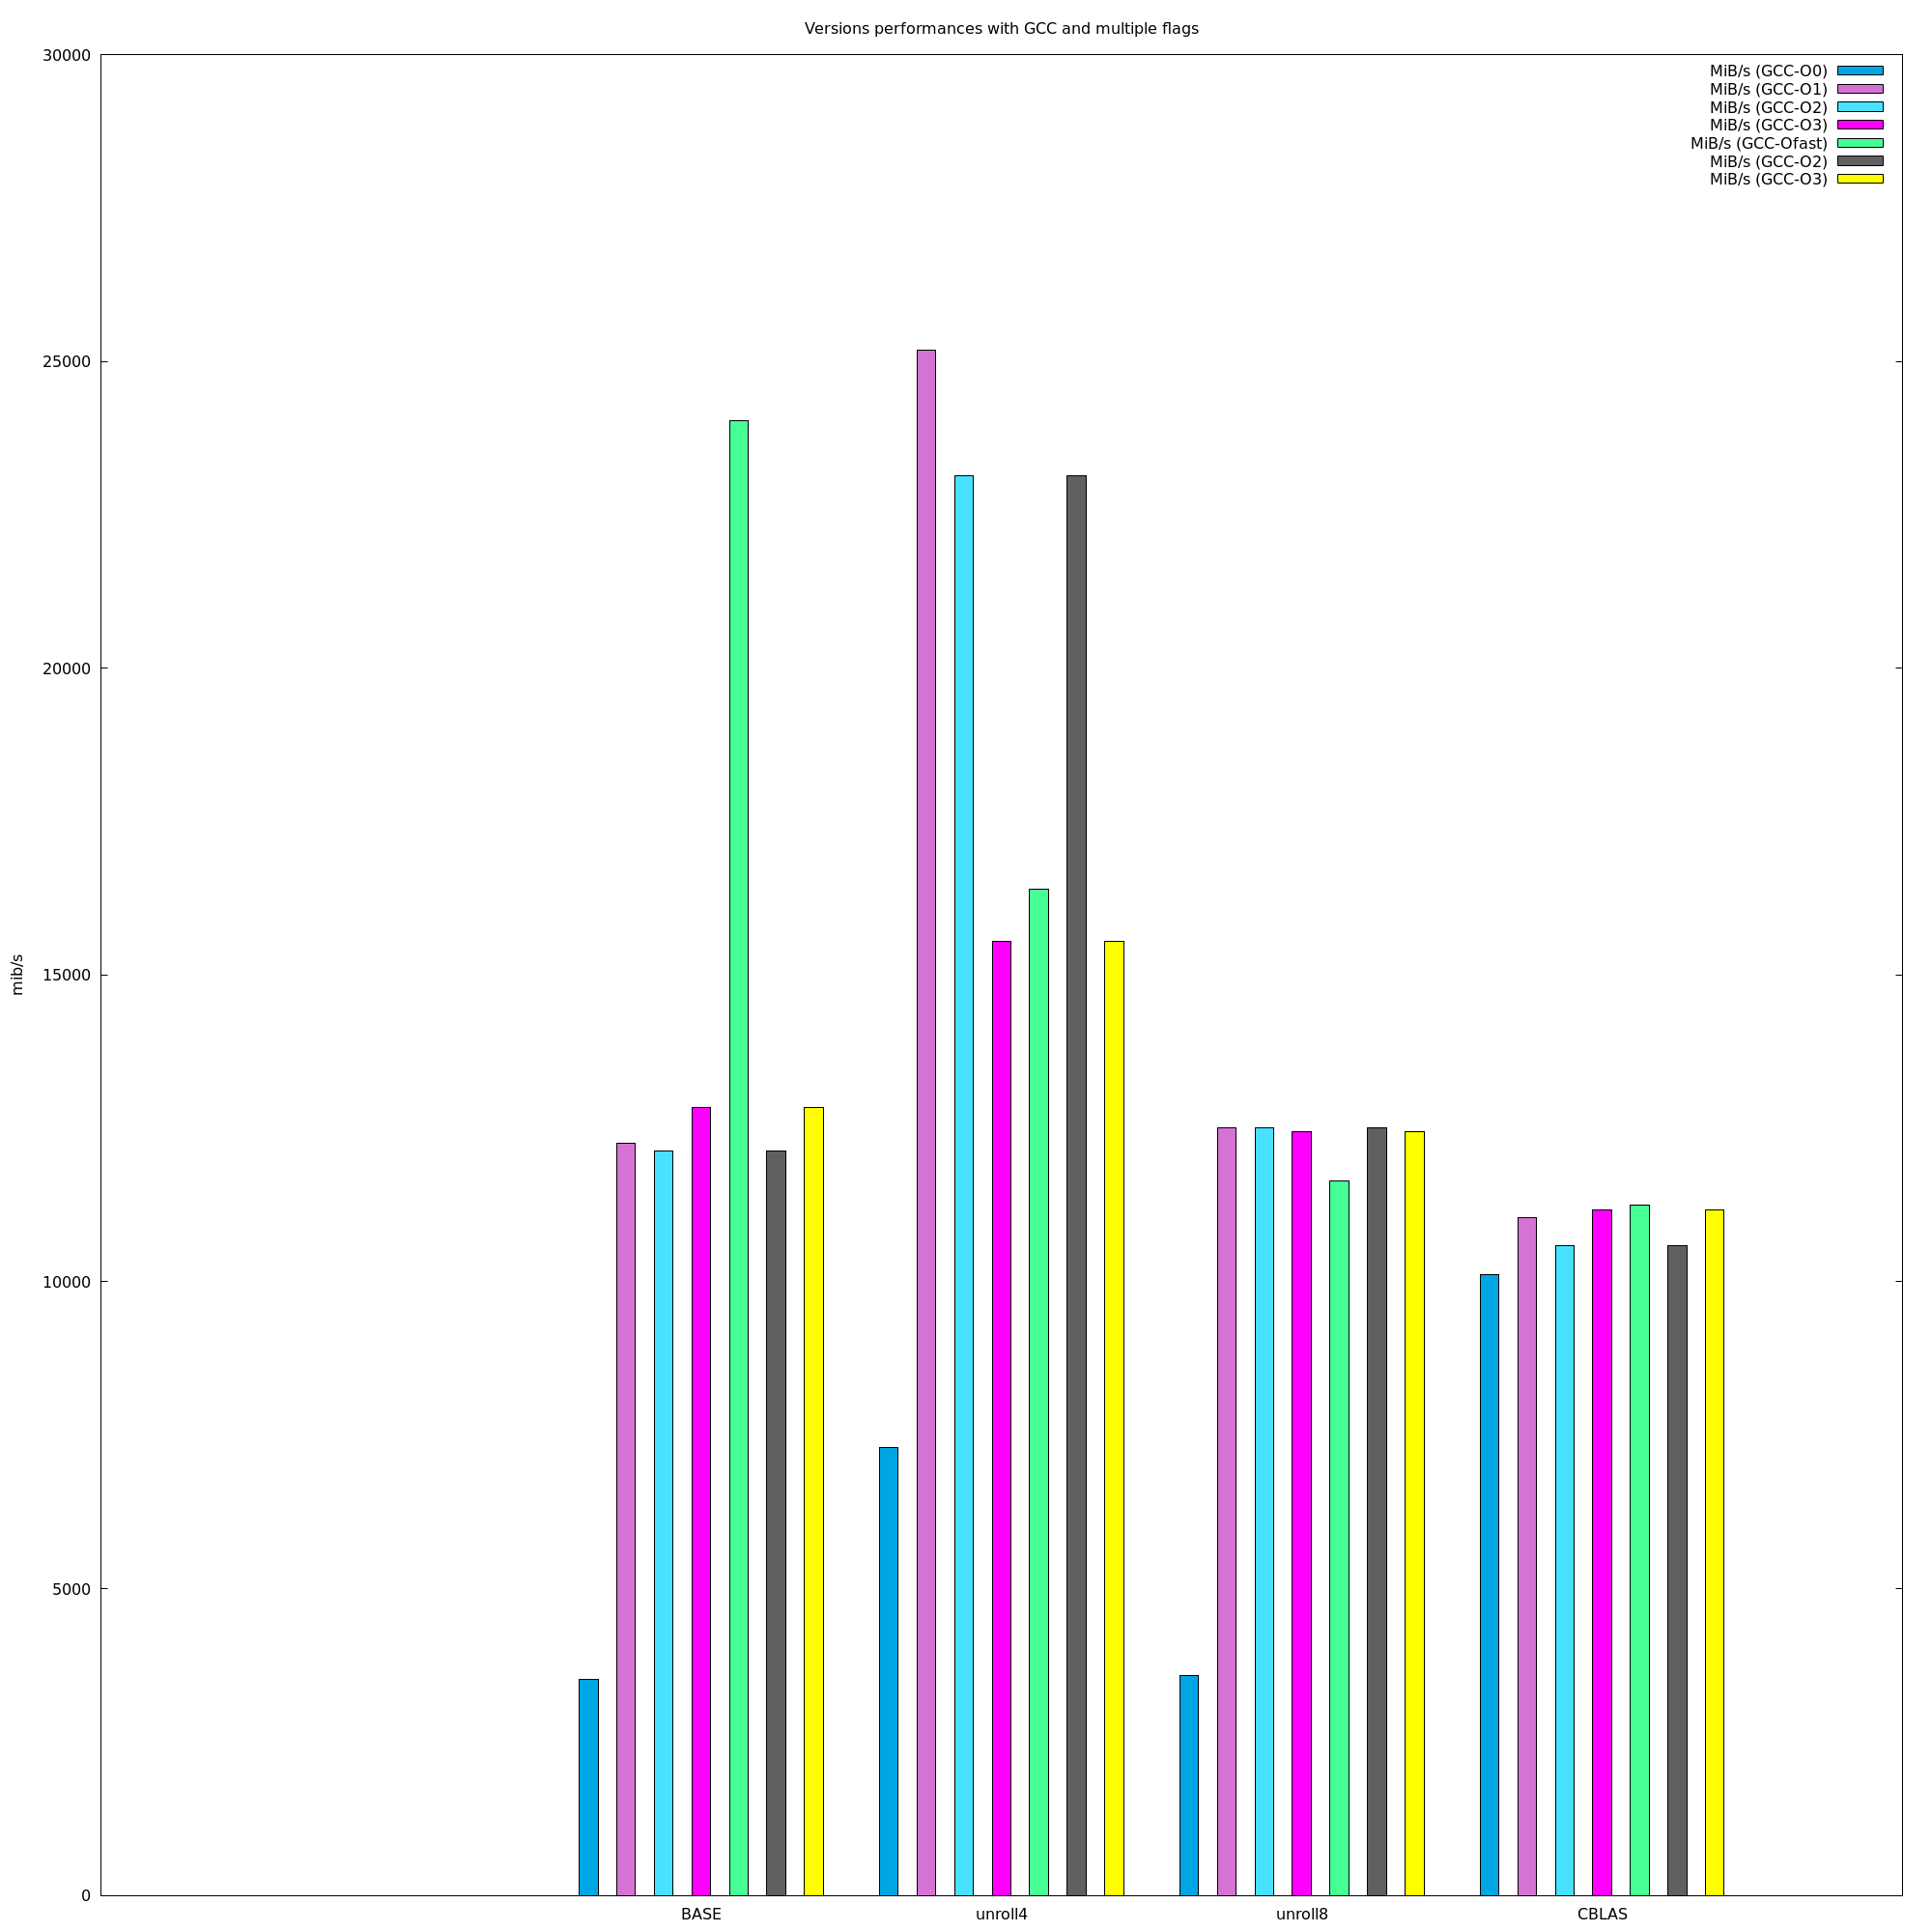 Versions performances with GCC and multiple flags
30000
MiB/s (GCC-O0)
MiB/s (GCC-O1)
MiB/s (GCC-O2)
MiB/s (GCC-O3)
MiB/s (GCC-Ofast)
MiB/s (GCC-O2)
MiB/s (GCC-O3)
25000
20000
15000
mib/s
10000
5000
0
BASE unroll4 unroll8 CBLAS